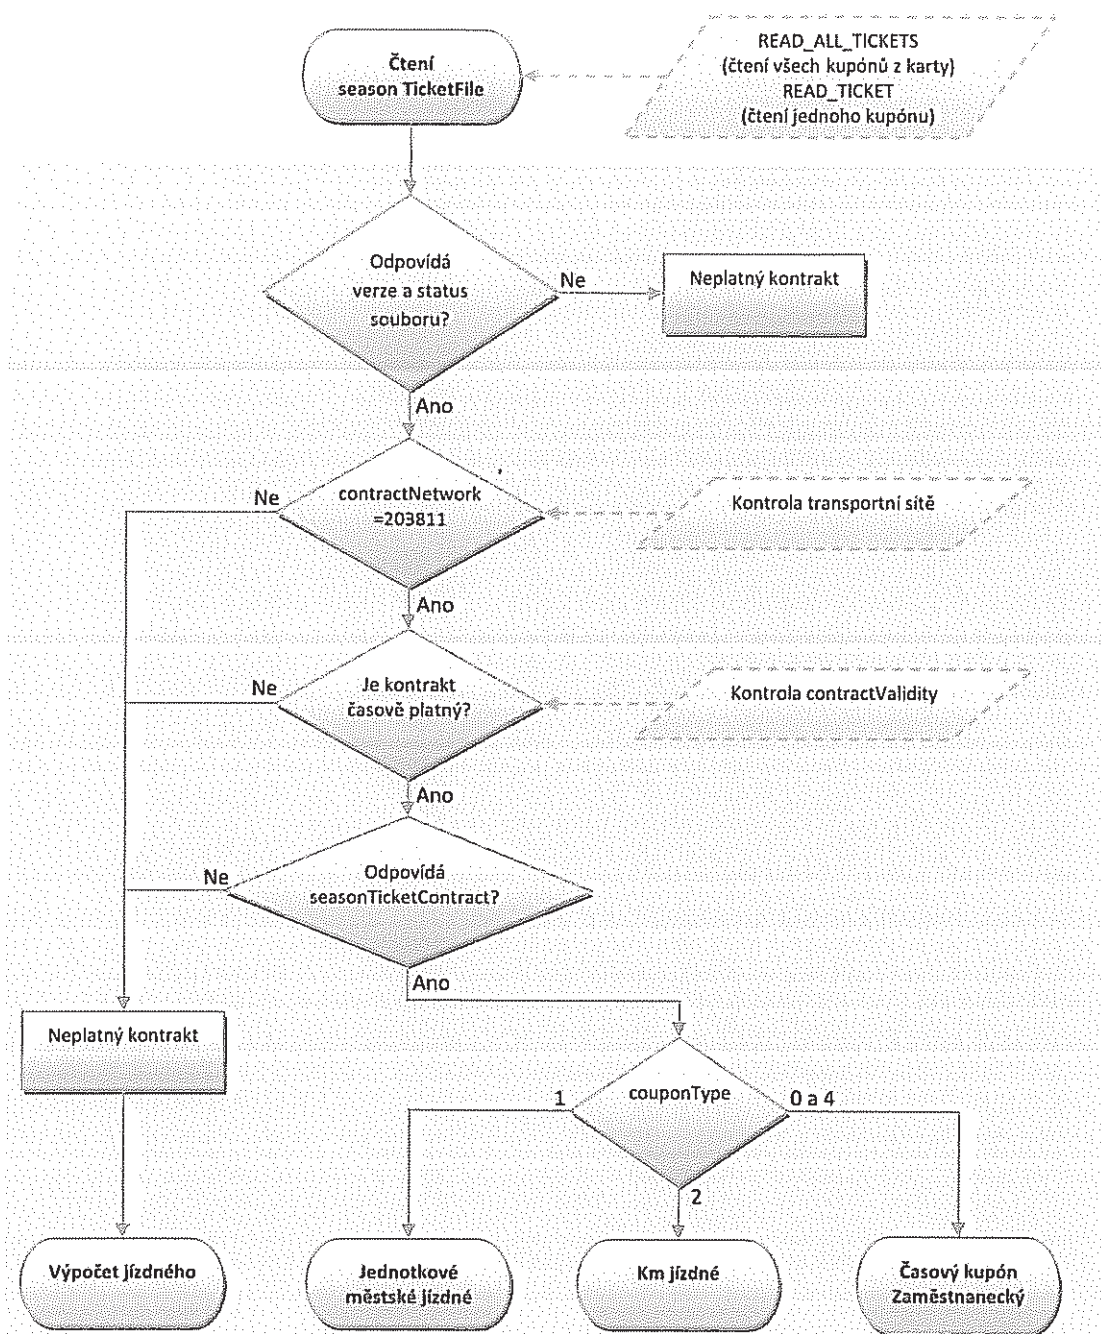 Čtení
season TicketFile
READ_ALL_TICKETS
(čtení všech kupónů z karty)
READ_TICKET
(čtení jednoho kupónu)
Odpovídá
verze a status
souboru?
Ne
Neplatný kontrakt
Ano
Ne
contractNetwork
=203811
Kontrola transportní sítě
Ano
Ne
Je kontrakt
časově platný?
Kontrola contractValidity
Ano
Ne
Odpovídá
seasonTicketContract?
Ano
Neplatný kontrakt
couponType
1
0 a 4
2
Výpočet jízdného
Jednotkové
městské jízdné
Km jízdné
Časový kupón
Zaměstnanecký